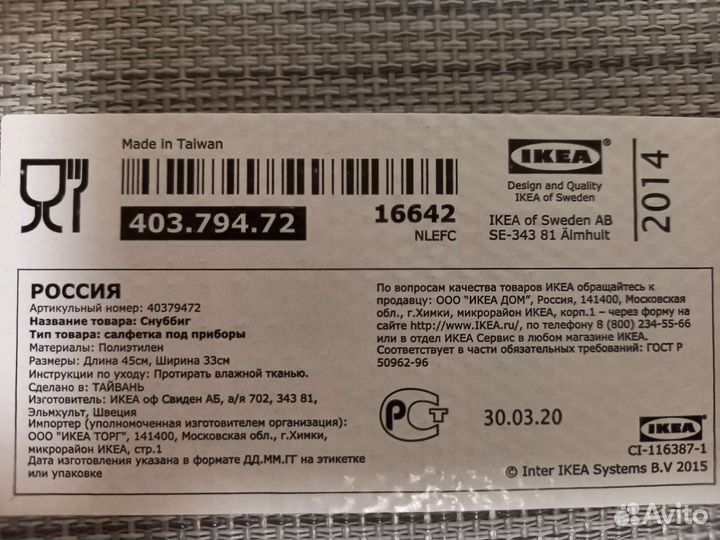 Made in Taiwan
403.794.72
16642
NLEFC
IKEA
Design and Quality
IKEA of Sweden
IKEA of Sweden AB
SE-343 81 Älmhult
2014
РОССИЯ
Артикульный номер: 40379472
Название товара: Снуббиг
Тип товара: салфетка под приборы
Материалы: Полиэтилен
Размеры: Длина 45см, Ширина 33см
Инструкции по уходу: Протирать влажной тканью.
Сделано в: ТАЙВАНЬ
Изготовитель: ИКЕА оф Свиден АБ, а/я 702, 343 81,
Эльмхульт, Швеция
Импортер (уполномоченная изготовителем организация):
ООО "ИКЕА ТОРГ", 141400, Московская обл., г.Химки,
микрорайон ИКЕА, стр.1
Дата изготовления указана в формате ДД.ММ.ГГ на этикетке
или упаковке
По вопросам качества товаров ИКЕА обращайтесь к
продавцу: ООО "ИКЕА ДОМ", Россия, 141400, Московская
обл., г.Химки, микрорайон ИКЕА, корп.1 – через форму на
сайте http://www.IKEA.ru/, по телефону 8 (800) 234-55-66
или в отдел ИКЕА Сервис в любом магазине ИКЕА.
Соответствует в части обязательных требований: ГОСТ Р
50962-96
РСТ
30.03.20
IKEA
CI-116387-1
© Inter IKEA Systems B.V 2015
Avito